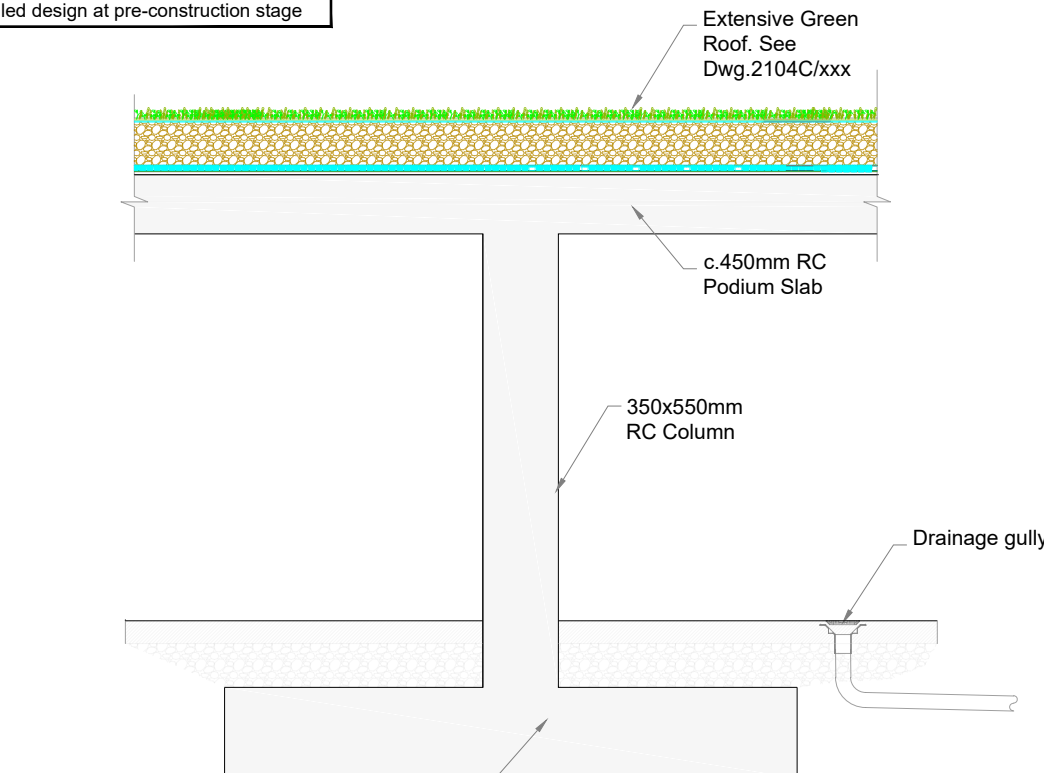 led design at pre-construction stage
Extensive Green
Roof. See
Dwg.2104C/xxx
c.450mm RC
Podium Slab
350x550mm
RC Column
Drainage gully